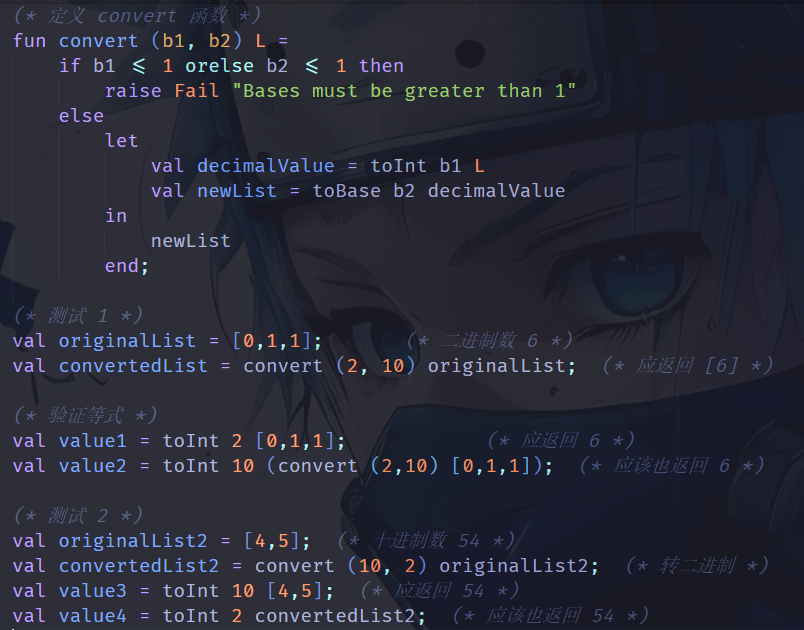 (* 定义 convert 函数 *)
fun convert (b1, b2) L =
    if b1 <= 1 orelse b2 <= 1 then
        raise Fail "Bases must be greater than 1"
    else
        let
            val decimalValue = toInt b1 L
            val newList = toBase b2 decimalValue
        in
            newList
        end;
(* 测试 1 *)
val originalList = [0,1,1];       (* 二进制数 6 *)
val convertedList = convert (2, 10) originalList;  (* 应返回 [6] *)
(* 验证等式 *)
val value1 = toInt 2 [0,1,1];            (* 应返回 6 *)
val value2 = toInt 10 (convert (2,10) [0,1,1]);  (* 应该也返回 6 *)
(* 测试 2 *)
val originalList2 = [4,5];  (* 十进制数 54 *)
val convertedList2 = convert (10, 2) originalList2;  (* 转二进制 *)
val value3 = toInt 10 [4,5];  (* 应返回 54 *)
val value4 = toInt 2 convertedList2;  (* 应该也返回 54 *)